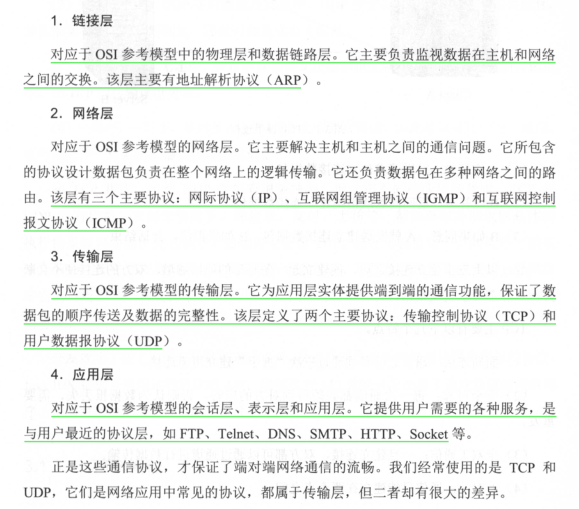 1．链接层
对应于 OSI 参考模型中的物理层和数据链路层。它主要负责监视数据在主机和网络
之间的交换。该层主要有地址解析协议（ARP）。
2．网络层
对应于 OSI 参考模型的网络层。它主要解决主机和主机之间的通信问题。它所包含
的协议设计数据包负责在整个网络上的逻辑传输。它还负责数据包在多种网络之间的路
由。该层有三个主要协议：网际协议（IP）、互联网组管理协议（IGMP）和互联网控制
报文协议（ICMP）。
3．传输层
对应于 OSI 参考模型的传输层。它为应用层实体提供端到端的通信功能，保证了数
据包的顺序传送及数据的完整性。该层定义了两个主要协议：传输控制协议（TCP）和
用户数据报协议（UDP）。
4．应用层
对应于 OSI 参考模型的会话层、表示层和应用层。它提供用户需要的各种服务，是
与用户最近的协议层，如 FTP、Telnet、DNS、SMTP、HTTP、Socket 等。
正是这些通信协议，才保证了端对端网络通信的流畅。我们经常使用的是 TCP 和
UDP，它们是网络应用中常见的协议，都属于传输层，但二者却有很大的差异。